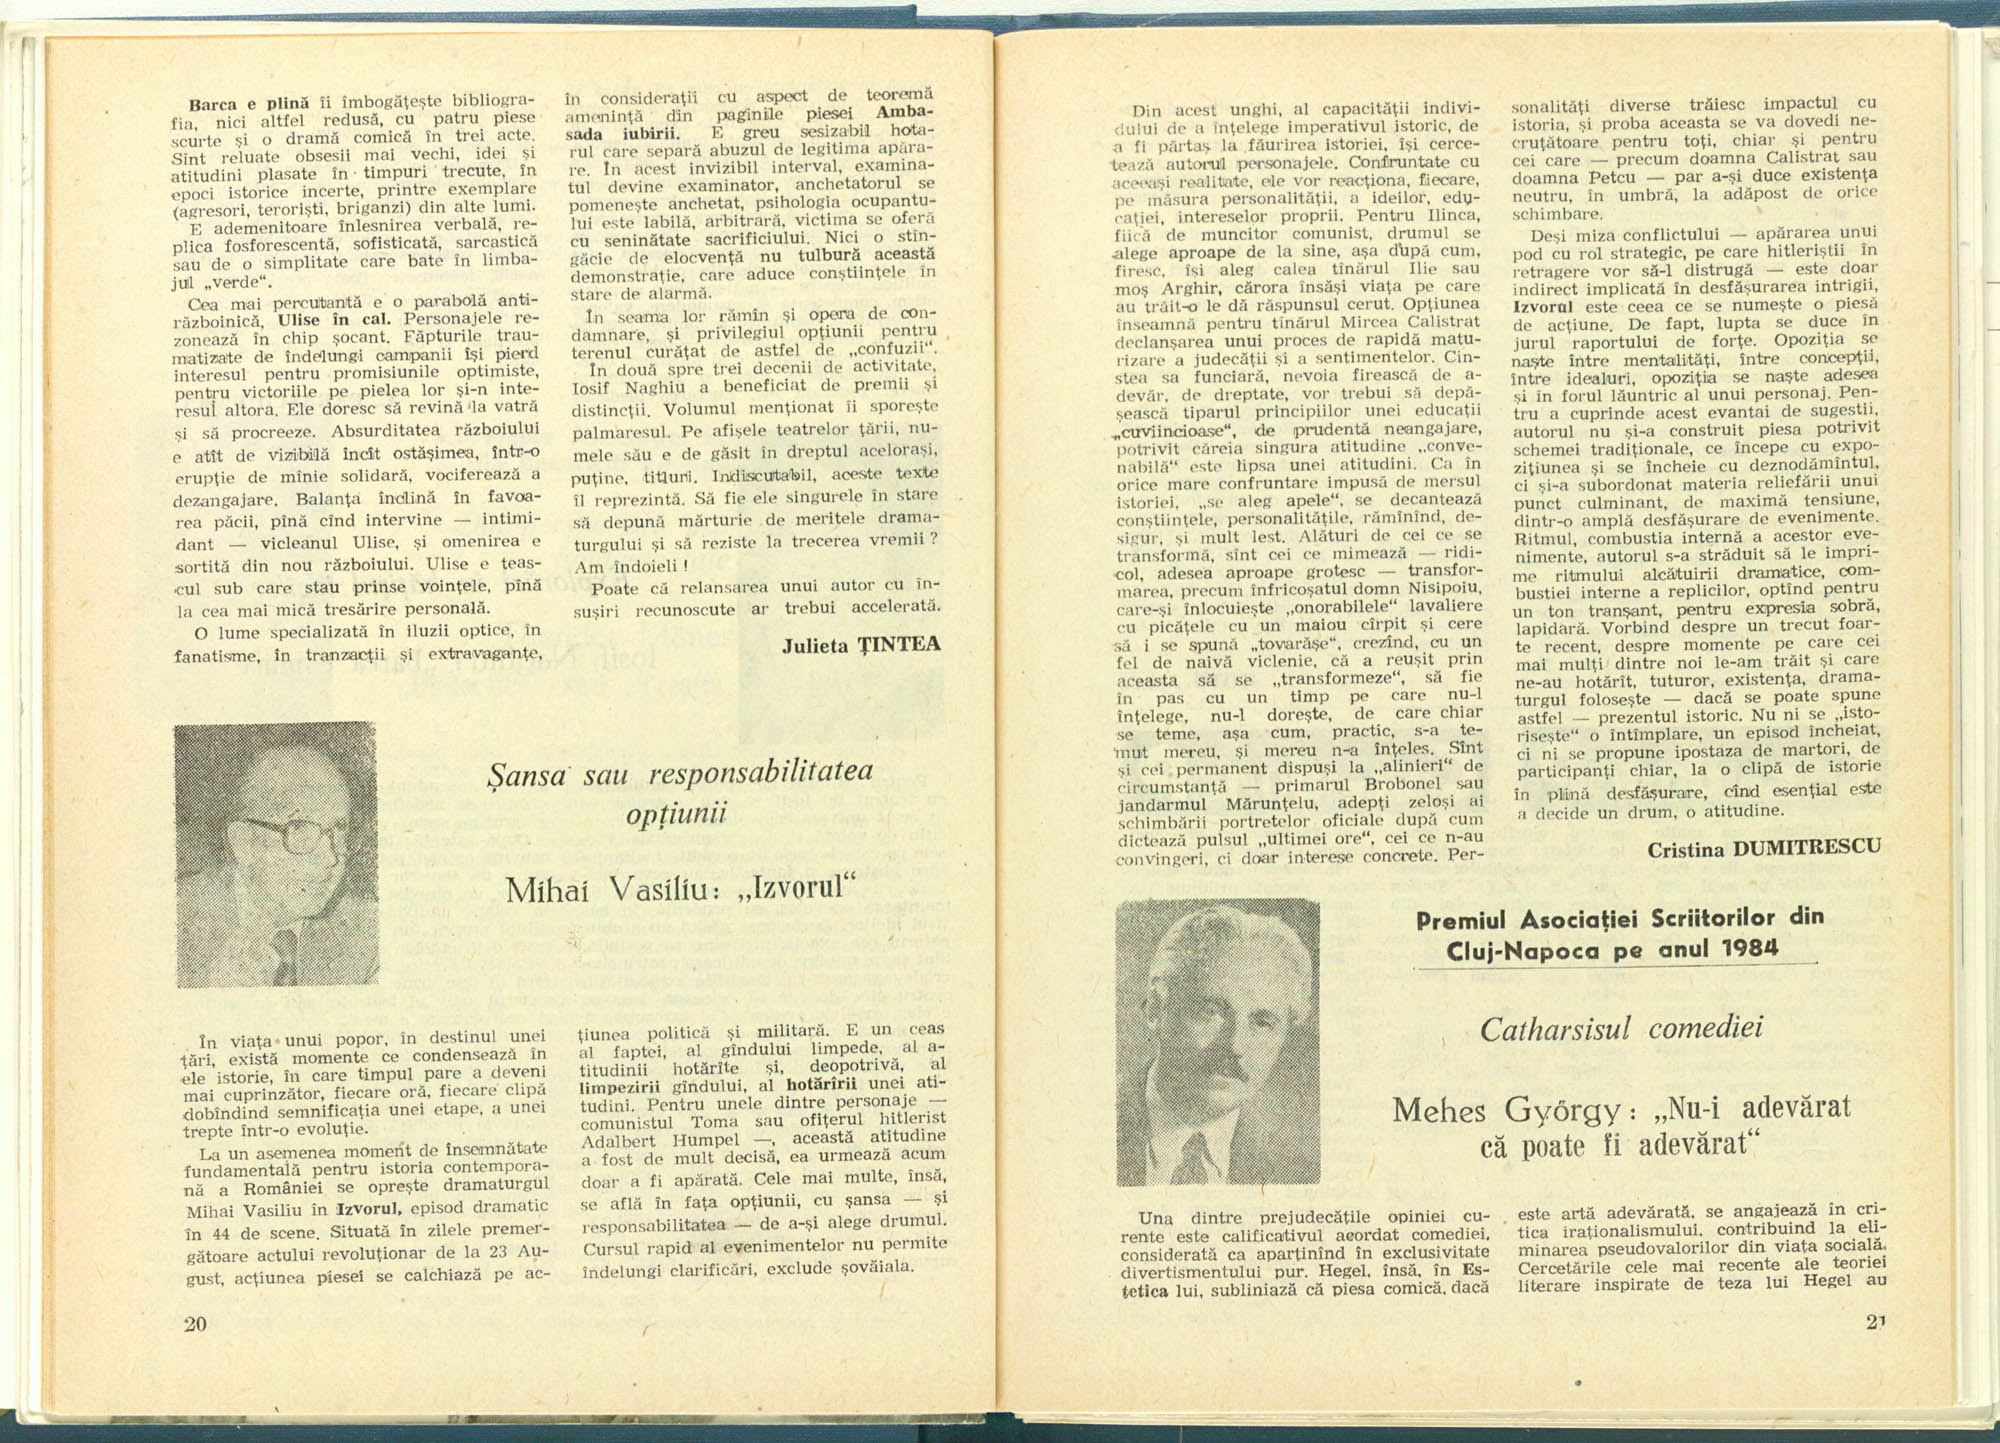 Barca e plină îi îmbogățește bibliogra-
fia, nici altfel redusă, cu patru piese
scurte și o dramă comică în trei acte.
Sînt reluate obsesii mai vechi, idei și
atitudini plasate în timpuri trecute, în
epoci istorice incerte, printre exemplare
(agresori, teroriști, briganzi) din alte lumi.
E ademenitoare înlesnirea verbală, re-
plica fosforescentă, sofisticată, sarcastică
sau de o simplitate care bate în limba-
jul „verde“.
Cea mai percutantă e o parabolă anti-
războinică, Ulise în cal. Personajele re-
zonează în chip șocant. Făpturile trau-
matizate de îndelungi campanii își pierd
interesul pentru promisiunile optimiste,
pentru victoriile pe pielea lor și-n inte-
resul altora. Ele doresc să revină la vatră
și să procreeze. Absurditatea războiului
e atît de vizibilă încît ostășimea, într-o
erupție de mînie solidară, vociferează a
dezangajare. Balanța înclină în favoa-
rea păcii, pînă cînd intervine — intimi-
dant — vicleanul Ulise, și omenirea e
sortită din nou războiului. Ulise e teas-
cul sub care stau prinse voințele, pînă
la cea mai mică tresărire personală.
O lume specializată în iluzii optice, în
fanatisme, în tranzacții și extravaganțe,
în considerații cu aspect de teoremă
amenință din paginile piesei Amba-
sada iubirii. E greu sesizabil hota-
rul care separă abuzul de legitima apăra-
re. În acest invizibil interval, examina-
tul devine examinator, anchetatorul se
pomenește anchetat, psihologia ocupantu-
lui este labilă, arbitrară, victima se oferă
cu seninătate sacrificiului. Nici o stîn-
găcie de elocvență nu tulbură această
demonstrație, care aduce conștiințele în
stare de alarmă.
În seama lor rămîn și opera de con-
damnare, și privilegiul opțiunii pentru
terenul curățat de astfel de „confuzii“.
În două spre trei decenii de activitate,
Iosif Naghiu a beneficiat de premii și
distincții. Volumul menționat îi sporește
palmaresul. Pe afișele teatrelor țării, nu-
mele său e de găsit în dreptul acelorași,
puține, titluri. Indiscutabil, aceste texte
îl reprezintă. Să fie ele singurele în stare
să depună mărturie de meritele drama-
turgului și să reziste la trecerea vremii ?
Am îndoieli !
Poate că relansarea unui autor cu în-
sușiri recunoscute ar trebui accelerată.
Julieta ȚINTEA
Șansa sau responsabilitatea
opțiunii
Mihai Vasiliu: „Izvorul“
În viața unui popor, în destinul unei
țări, există momente ce condensează în
ele istorie, în care timpul pare a deveni
mai cuprinzător, fiecare oră, fiecare clipă
dobîndind semnificația unei etape, a unei
trepte într-o evoluție.
La un asemenea moment de însemnătate
fundamentală pentru istoria contempora-
nă a României se oprește dramaturgul
Mihai Vasiliu în Izvorul, episod dramatic
în 44 de scene. Situată în zilele premer-
gătoare actului revoluționar de la 23 Au-
gust, acțiunea piesei se calchiază pe ac-
țiunea politică și militară. E un ceas
al faptei, al gîndului limpede, al a-
titudinii hotărîte și, deopotrivă, al
limpezirii gîndului, al hotărîrii unei ati-
tudini. Pentru unele dintre personaje —
comunistul Toma sau ofițerul hitlerist
Adalbert Humpel —, această atitudine
a fost de mult decisă, ea urmează acum
doar a fi apărată. Cele mai multe, însă,
se află în fața opțiunii, cu șansa — și
responsabilitatea — de a-și alege drumul.
Cursul rapid al evenimentelor nu permite
îndelungi clarificări, exclude șovăiala.
20
Din acest unghi, al capacității indivi-
dului de a înțelege imperativul istoric, de
a fi părtaș la făurirea istoriei, își cerce-
tează autorul personajele. Confruntate cu
aceeași realitate, ele vor reacționa, fiecare,
pe măsura personalității, a ideilor, edu-
cației, intereselor proprii. Pentru Ilinca,
fiică de muncitor comunist, drumul se
alege aproape de la sine, așa după cum,
firesc, își aleg calea tînărul Ilie sau
moș Arghir, cărora însăși viața pe care
au trăit-o le dă răspunsul cerut. Opțiunea
înseamnă pentru tînărul Mircea Calistrat
declanșarea unui proces de rapidă matu-
rizare a judecății și a sentimentelor. Cin-
stea sa funciară, nevoia firească de a-
devăr, de dreptate, vor trebui să depă-
șească tiparul principiilor unei educații
„cuviincioase“, de prudentă neangajare,
potrivit căreia singura atitudine „conve-
nabilă“ este lipsa unei atitudini. Ca în
orice mare confruntare impusă de mersul
istoriei, „se aleg apele“, se decantează
conștiințele, personalitățile, rămînînd, de-
sigur, și mult lest. Alături de cei ce se
transformă, sînt cei ce mimează — ridi-
col, adesea aproape grotesc — transfor-
marea, precum înfricoșatul domn Nisipoiu,
care-și înlocuiește „onorabilele“ lavaliere
cu picățele cu un maiou cîrpit și cere
să i se spună „tovarășe“, crezînd, cu un
fel de naivă viclenie, că a reușit prin
aceasta să se „transformeze“, să fie
în pas cu un timp pe care nu-l
înțelege, nu-l dorește, de care chiar
se teme, așa cum, practic, s-a te-
mut mereu, și mereu n-a înțeles. Sînt
și cei permanent dispuși la „alinieri“ de
circumstanță — primarul Brobonel sau
jandarmul Mărunțelu, adepți zeloși ai
schimbării portretelor oficiale după cum
dictează pulsul „ultimei ore“, cei ce n-au
convingeri, ci doar interese concrete. Per-
sonalități diverse trăiesc impactul cu
istoria, și proba aceasta se va dovedi ne-
cruțătoare pentru toți, chiar și pentru
cei care — precum doamna Calistrat sau
doamna Petcu — par a-și duce existența
neutru, în umbră, la adăpost de orice
schimbare.
Deși miza conflictului — apărarea unui
pod cu rol strategic, pe care hitleriștii în
retragere vor să-l distrugă — este doar
indirect implicată în desfășurarea intrigii,
Izvorul este ceea ce se numește o piesă
de acțiune. De fapt, lupta se duce în
jurul raportului de forțe. Opoziția se
naște între mentalități, între concepții,
între idealuri, opoziția se naște adesea
și în forul lăuntric al unui personaj. Pen-
tru a cuprinde acest evantai de sugestii,
autorul nu și-a construit piesa potrivit
schemei tradiționale, ce începe cu expo-
zițiunea și se încheie cu deznodămîntul,
ci și-a subordonat materia reliefării unui
punct culminant, de maximă tensiune,
dintr-o amplă desfășurare de evenimente.
Ritmul, combustia internă a acestor eve-
nimente, autorul s-a străduit să le impri-
me ritmului alcătuirii dramatice, com-
bustiei interne a replicilor, optînd pentru
un ton tranșant, pentru expresia sobră,
lapidară. Vorbind despre un trecut foar-
te recent, despre momente pe care cei
mai mulți dintre noi le-am trăit și care
ne-au hotărît, tuturor, existența, drama-
turgul folosește — dacă se poate spune
astfel — prezentul istoric. Nu ni se „isto-
risește“ o întîmplare, un episod încheiat,
ci ni se propune ipostaza de martori, de
participanți chiar, la o clipă de istorie
în plină desfășurare, cînd esențial este
a decide un drum, o atitudine.
Cristina DUMITRESCU
Premiul Asociației Scriitorilor din
Cluj-Napoca pe anul 1984
Catharsisul comediei
Mehes György : „Nu-i adevărat
că poate fi adevărat“
Una dintre prejudecățile opiniei cu-
rente este calificativul acordat comediei,
considerată ca aparținînd în exclusivitate
divertismentului pur. Hegel, însă, în Es-
tetica lui, subliniază că piesa comică, dacă
este artă adevărată, se angajează în cri-
tica iraționalismului, contribuind la eli-
minarea pseudovalorilor din viața socială.
Cercetările cele mai recente ale teoriei
literare inspirate de teza lui Hegel au
21